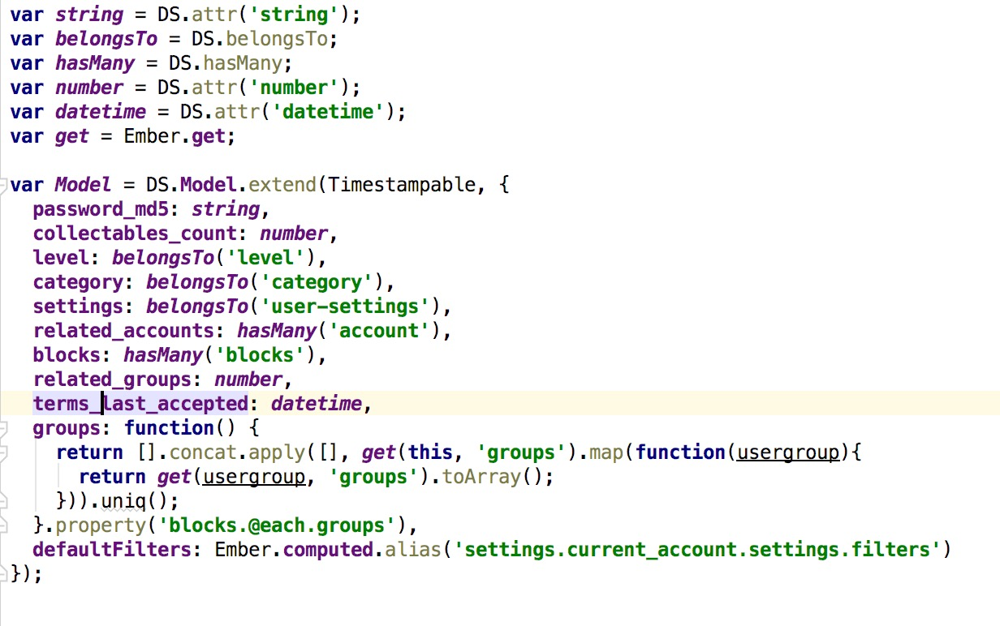 var string = DS.attr('string');
var belongsTo = DS.belongsTo;
var hasMany = DS.hasMany;
var number = DS.attr('number');
var datetime = DS.attr('datetime');
var get = Ember.get;

var Model = DS.Model.extend(Timestampable, {
  password_md5: string,
  collectables_count: number,
  level: belongsTo('level'),
  category: belongsTo('category'),
  settings: belongsTo('user-settings'),
  related_accounts: hasMany('account'),
  blocks: hasMany('blocks'),
  related_groups: number,
  terms_last_accepted: datetime,
  groups: function() {
    return [].concat.apply([], get(this, 'groups').map(function(usergroup){
      return get(usergroup, 'groups').toArray();
    })).uniq();
  }.property('blocks.@each.groups'),
  defaultFilters: Ember.computed.alias('settings.current_account.settings.filters')
});